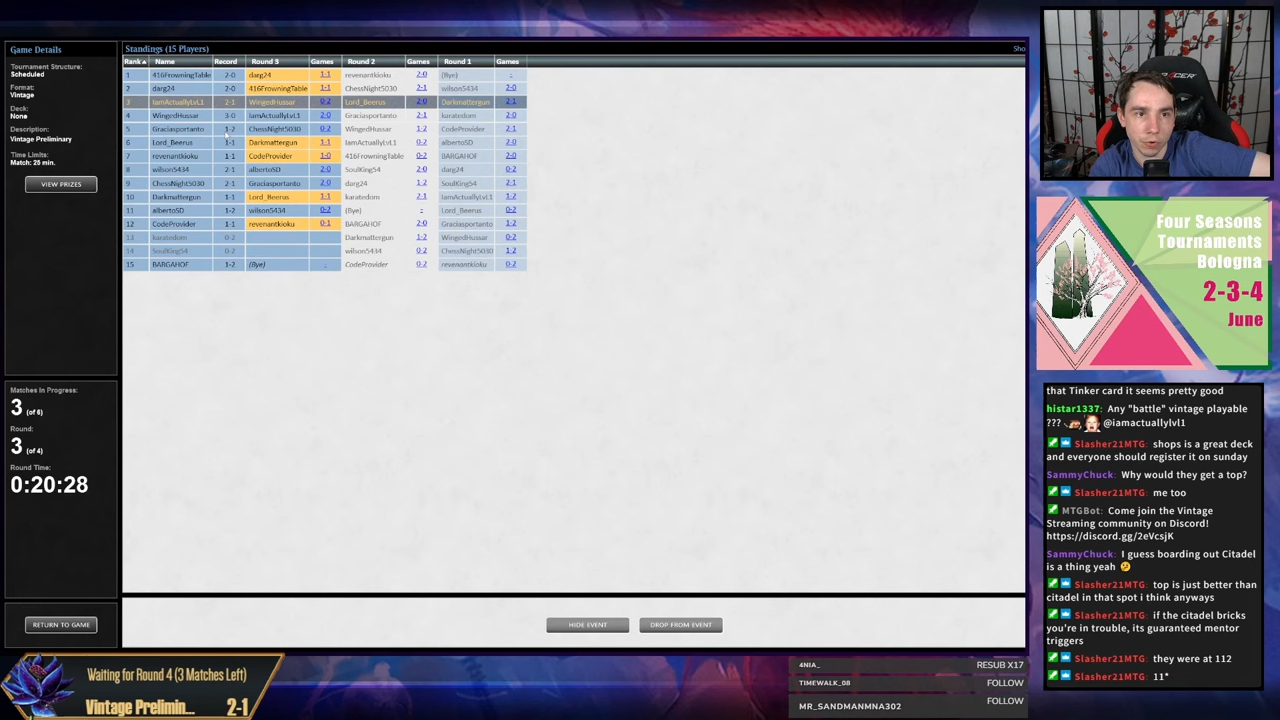 Game Details
Tournament Structure:
Scheduled
Format:
Vintage
Deck:
None
Description:
Vintage Preliminary
Time Limits:
Match: 25 min.
VIEW PRIZES
Matches In Progress:
3 (of 6)
Round:
3 (of 4)
Round Time:
0:20:28
RETURN TO GAME
Standings (15 Players)
Sho
Rank Name Record Round 3 Games Round 2 Games Round 1 Games
1 416FrowningTable 2-0 darg24 1-1 revenantkioku 2-0 (Bye) -
2 darg24 2-0 416FrowningTable 1-1 ChessNight5030 2-1 wilson5434 2-0
3 IamActuallyLvL1 2-1 WingedHussar 0-2 Lord_Beerus 2-0 Darkmattergun 2-1
4 WingedHussar 3-0 IamActuallyLvL1 2-0 Graciasportanto 2-1 karatedom 2-0
5 Graciasportanto 1-2 ChessNight5030 0-2 WingedHussar 1-2 CodeProvider 2-1
6 Lord_Beerus 1-1 Darkmattergun 1-1 IamActuallyLvL1 0-2 albertoSD 2-0
7 revenantkioku 1-1 CodeProvider 1-0 416FrowningTable 0-2 BARGAHOF 2-0
8 wilson5434 2-1 albertoSD 2-0 SoulKing54 2-0 darg24 0-2
9 ChessNight5030 2-1 Graciasportanto 2-0 darg24 1-2 SoulKing54 2-1
10 Darkmattergun 1-1 Lord_Beerus 1-1 karatedom 2-1 IamActuallyLvL1 1-2
11 albertoSD 1-2 wilson5434 0-2 (Bye) - Lord_Beerus 0-2
12 CodeProvider 1-1 revenantkioku 0-1 BARGAHOF 2-0 Graciasportanto 1-2
13 karatedom 0-2 Darkmattergun 1-2 WingedHussar 0-2
14 SoulKing54 0-2 wilson5434 0-2 ChessNight5030 1-2
15 BARGAHOF 1-2 (Bye) - CodeProvider 0-2 revenantkioku 0-2
HIDE EVENT
DROP FROM EVENT
Four Seasons
Tournaments
Bologna
2-3-4
June
that Tinker card it seems pretty good
histar1337: Any "battle" vintage playable
??? @iamactuallylvl1
Slasher21MTG: shops is a great deck
and everyone should register it on sunday
SammyChuck: Why would they get a top?
Slasher21MTG: me too
MTGBot: Come join the Vintage
Streaming community on Discord!
https://discord.gg/2eVcsjK
SammyChuck: I guess boarding out Citadel
is a thing yeah
Slasher21MTG: top is just better than
citadel in that spot i think anyways
Slasher21MTG: if the citadel bricks
you're in trouble, its guaranteed mentor
triggers
Slasher21MTG: they were at 112
Slasher21MTG: 11*
Waiting for Round 4 (3 Matches Left)
Vintage Prelimin... 2-1
4NIA_ RESUB X17
TIMEWALK_08 FOLLOW
MR_SANDMANMNA302 FOLLOW